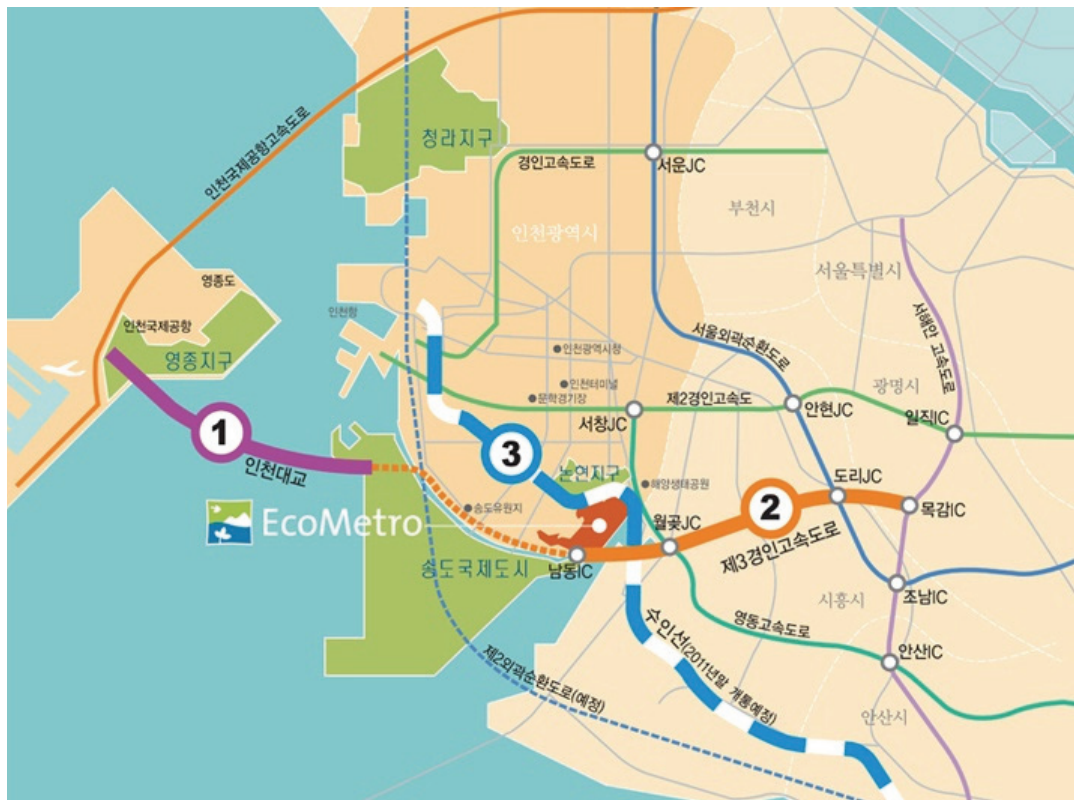 인천국제공항고속도로
청라지구
경인고속도로
서운JC
부천시
인천광역시
서울특별시
영종도
인천국제공항
영종지구
인천항
서울외곽순환도로
서해안 고속도로
인천광역시청
인천터미널
문학경기장
제2경인고속도
광명시
안현JC
서창JC
일직IC
1
인천대교
3
논현지구
해양생태공원
송도유원지
도리JC
2
목감IC
EcoMetro
월곶JC
제3경인고속도로
송도국제도시
남동IC
시흥시
조남IC
수인선(2011년말 개통예정)
영동고속도로
안산IC
제2외곽순환도로(예정)
안산시